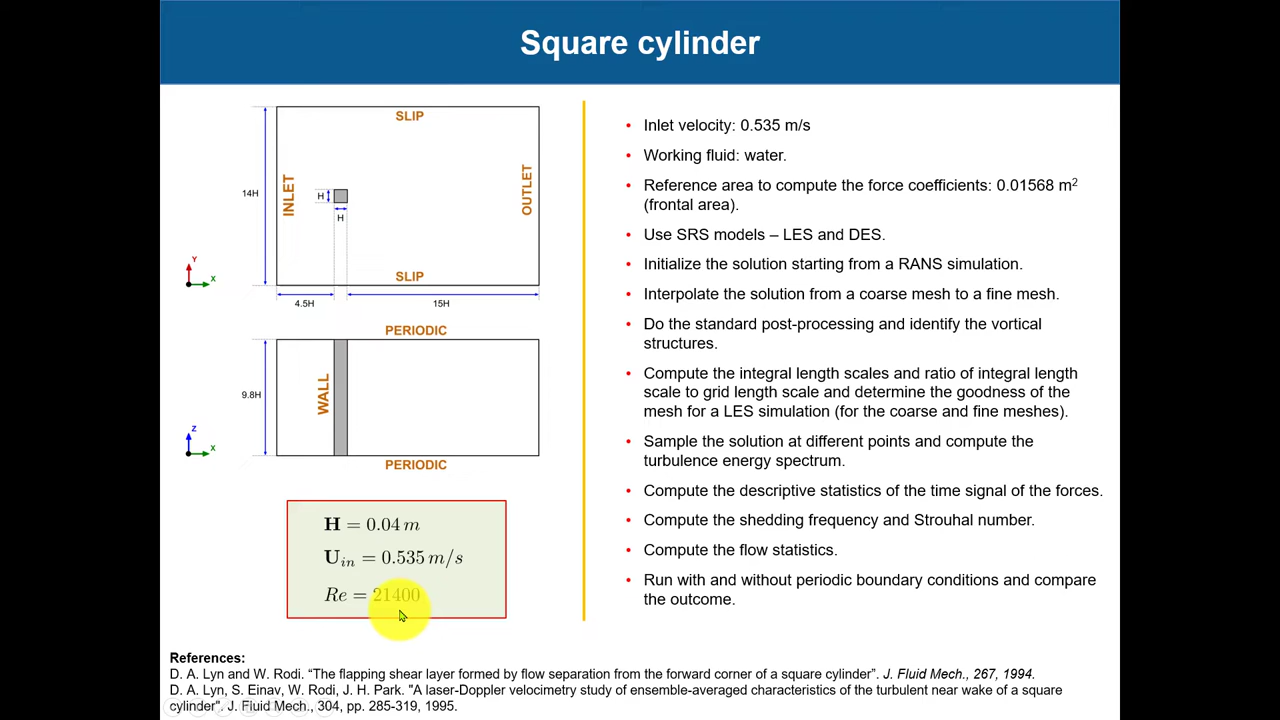 Square cylinder
SLIP
14H
INLET
H
H
OUTLET
Y
X
SLIP
4.5H
15H
PERIODIC
9.8H
WALL
Z
X
PERIODIC
H = 0.04 m
U_in = 0.535 m/s
Re = 21400
• Inlet velocity: 0.535 m/s
• Working fluid: water.
• Reference area to compute the force coefficients: 0.01568 m²
(frontal area).
• Use SRS models – LES and DES.
• Initialize the solution starting from a RANS simulation.
• Interpolate the solution from a coarse mesh to a fine mesh.
• Do the standard post-processing and identify the vortical
structures.
• Compute the integral length scales and ratio of integral length
scale to grid length scale and determine the goodness of the
mesh for a LES simulation (for the coarse and fine meshes).
• Sample the solution at different points and compute the
turbulence energy spectrum.
• Compute the descriptive statistics of the time signal of the forces.
• Compute the shedding frequency and Strouhal number.
• Compute the flow statistics.
• Run with and without periodic boundary conditions and compare
the outcome.
References:
D. A. Lyn and W. Rodi. “The flapping shear layer formed by flow separation from the forward corner of a square cylinder”. J. Fluid Mech., 267, 1994.
D. A. Lyn, S. Einav, W. Rodi, J. H. Park. "A laser-Doppler velocimetry study of ensemble-averaged characteristics of the turbulent near wake of a square
cylinder". J. Fluid Mech., 304, pp. 285-319, 1995.